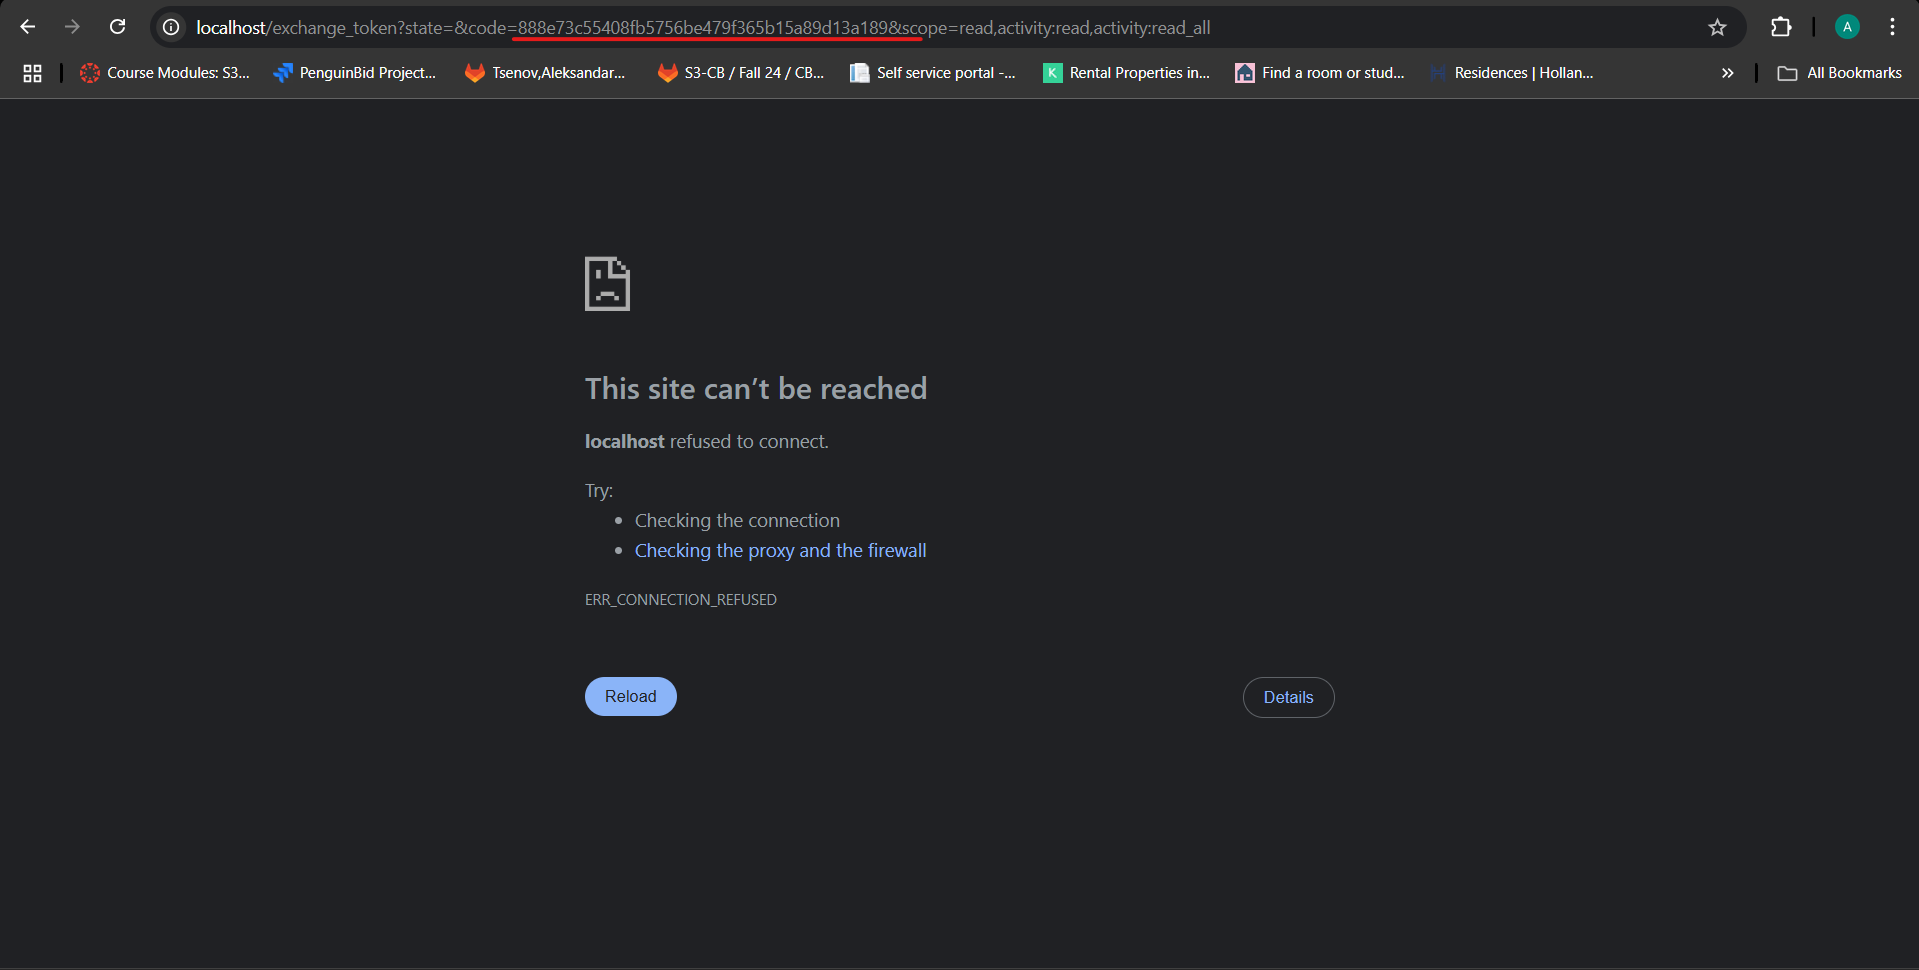 localhost/exchange_token?state=&code=888e73c55408fb5756be479f365b15a89d13a189&scope=read,activity:read,activity:read_all
A
Course Modules: S3...
PenguinBid Project...
Tsenov,Aleksandar...
S3-CB / Fall 24 / CB...
Self service portal -...
K
Rental Properties in...
Find a room or stud...
Residences | Hollan...
All Bookmarks
This site can’t be reached
localhost refused to connect.
Try:
• Checking the connection
• Checking the proxy and the firewall
ERR_CONNECTION_REFUSED
Reload
Details